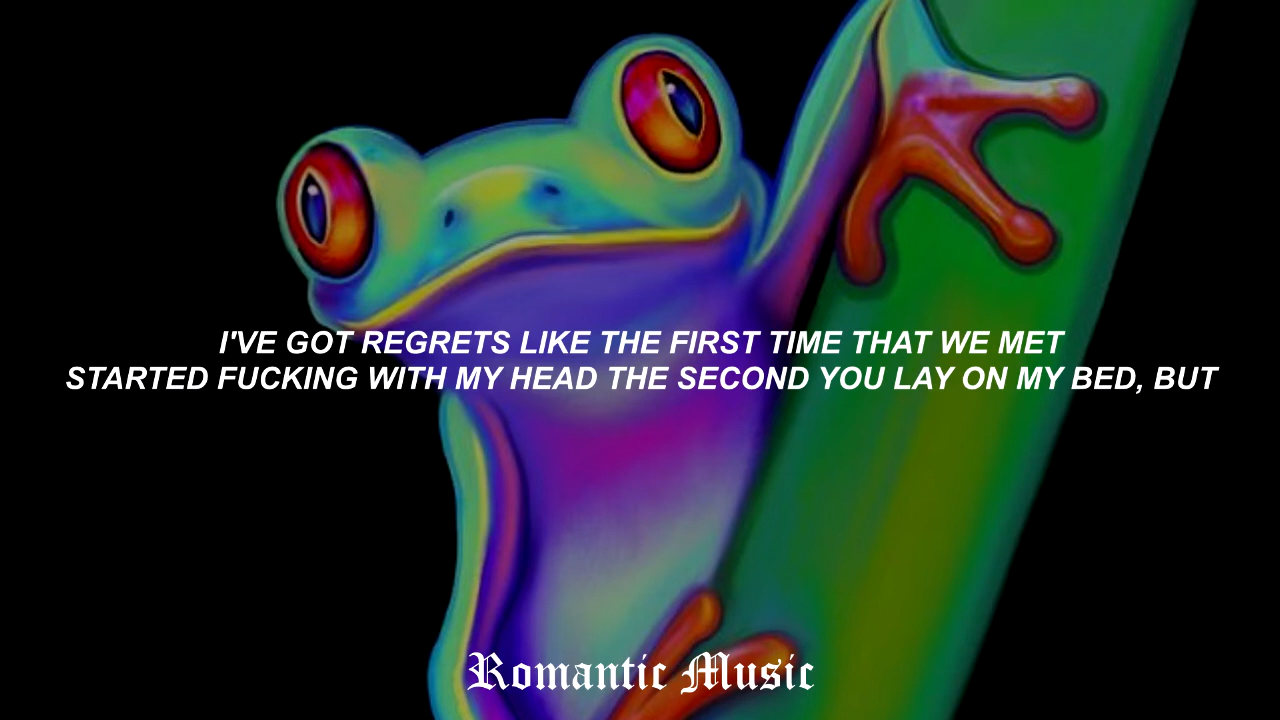 I'VE GOT REGRETS LIKE THE FIRST TIME THAT WE MET
STARTED FUCKING WITH MY HEAD THE SECOND YOU LAY ON MY BED, BUT
Romantic Music